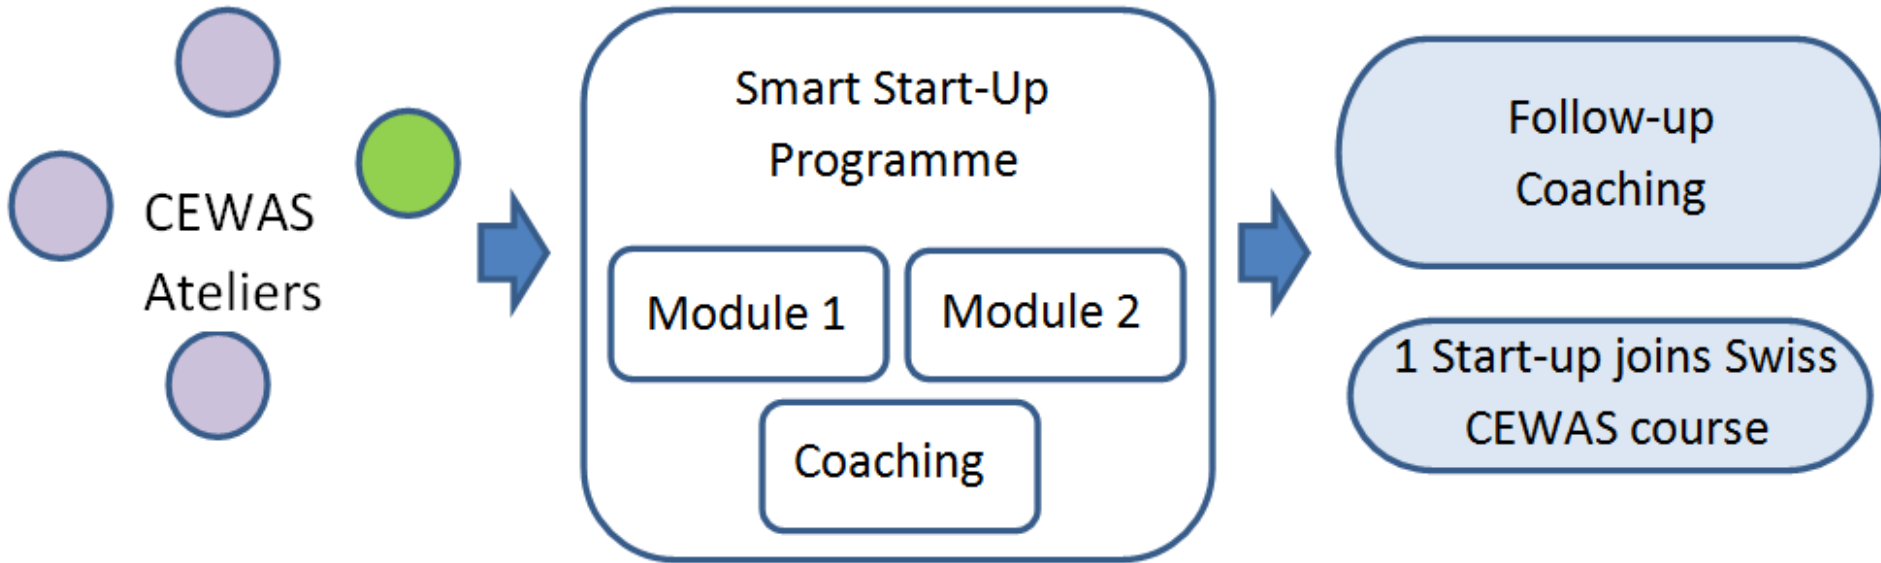 CEWAS
Ateliers
Smart Start-Up
Programme
Module 1
Module 2
Coaching
Follow-up
Coaching
1 Start-up joins Swiss
CEWAS course